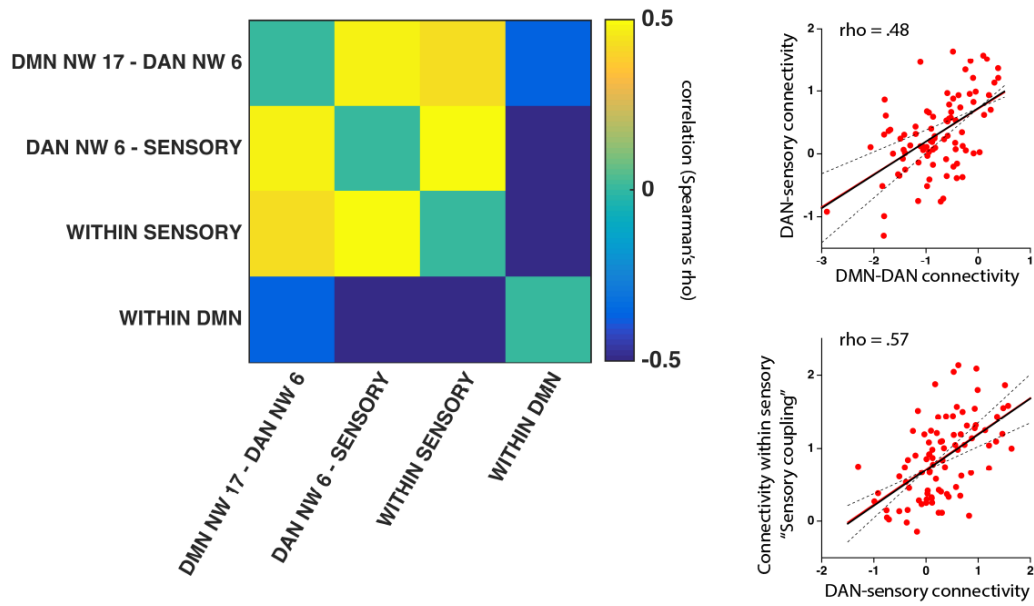 DMN NW 17 - DAN NW 6
DAN NW 6 - SENSORY
WITHIN SENSORY
WITHIN DMN
DMN NW 17 - DAN NW 6
DAN NW 6 - SENSORY
WITHIN SENSORY
WITHIN DMN
0.5
0
-0.5
correlation (Spearman's rho)
rho = .48
DAN-sensory connectivity
2
1
0
-1
-3
-2
-1
0
1
DMN-DAN connectivity
rho = .57
Connectivity within sensory
“Sensory coupling”
2
1
0
-2
-1
0
1
2
DAN-sensory connectivity